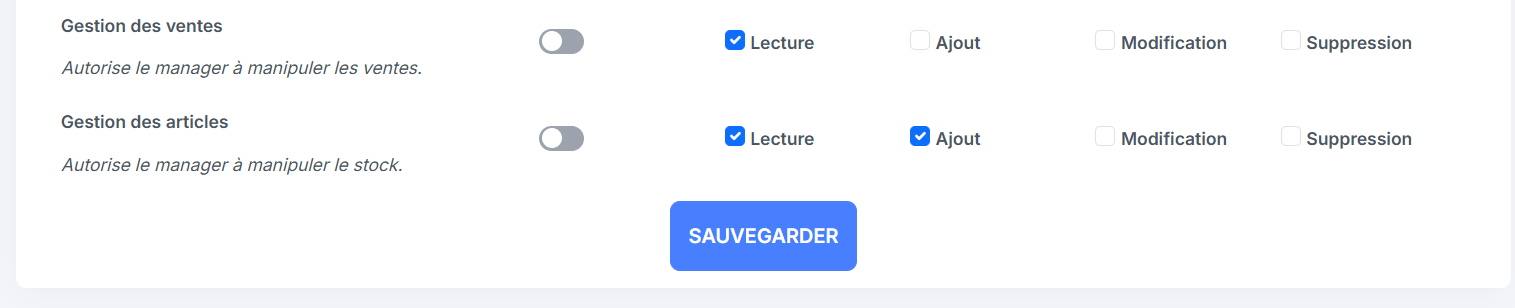 Gestion des ventes
Lecture Ajout Modification Suppression
Autorise le manager à manipuler les ventes.
Gestion des articles
Lecture Ajout Modification Suppression
Autorise le manager à manipuler le stock.
SAUVEGARDER